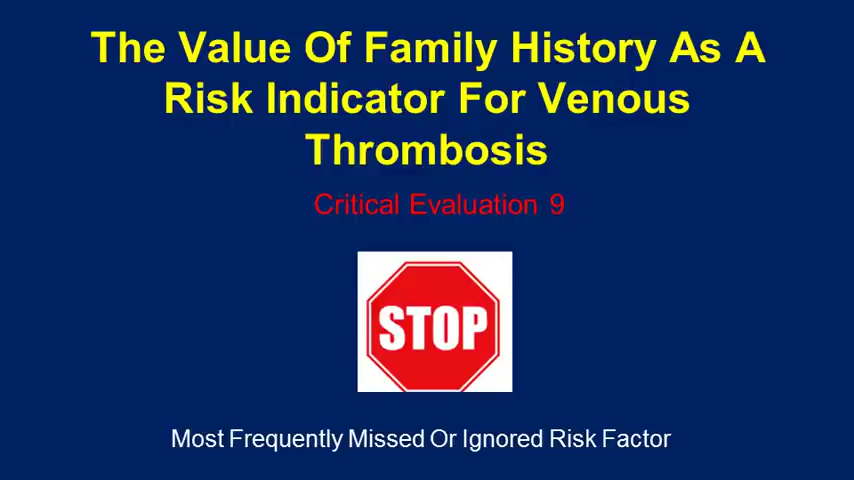 The Value Of Family History As A
Risk Indicator For Venous
Thrombosis
Critical Evaluation 9
STOP
Most Frequently Missed Or Ignored Risk Factor